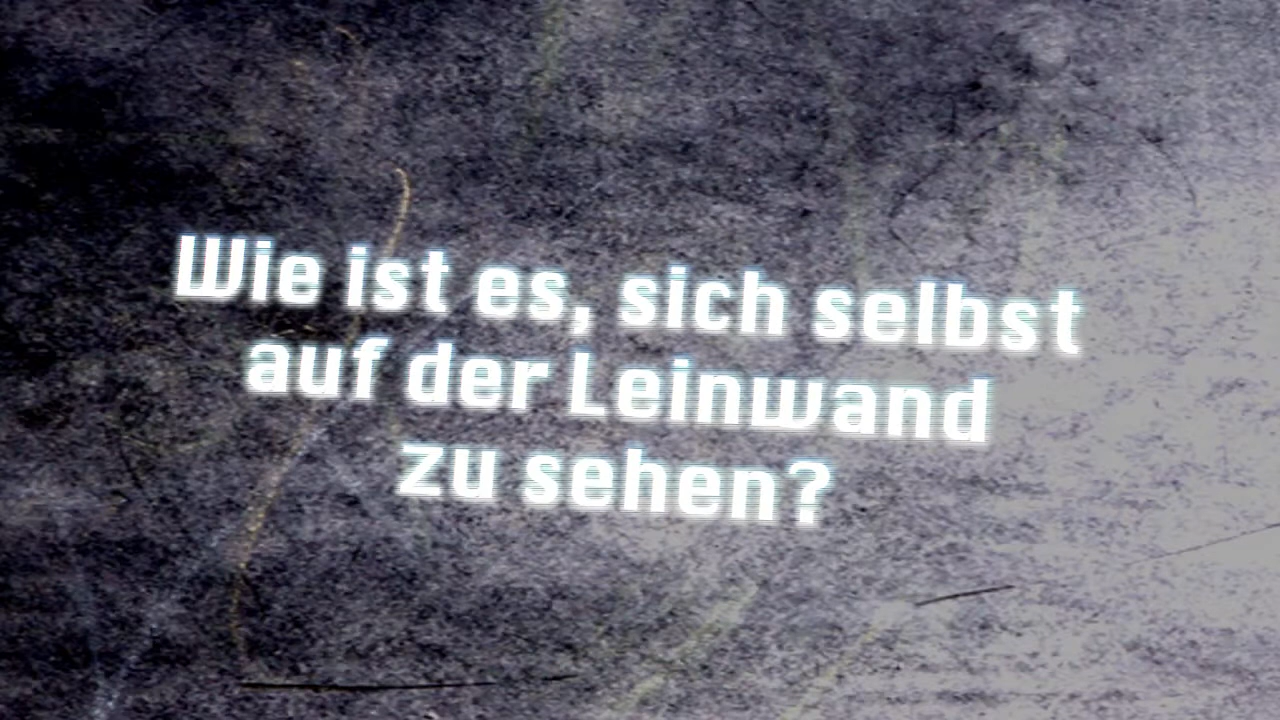 Wie ist es, sich selbst
auf der Leinwand
zu sehen?